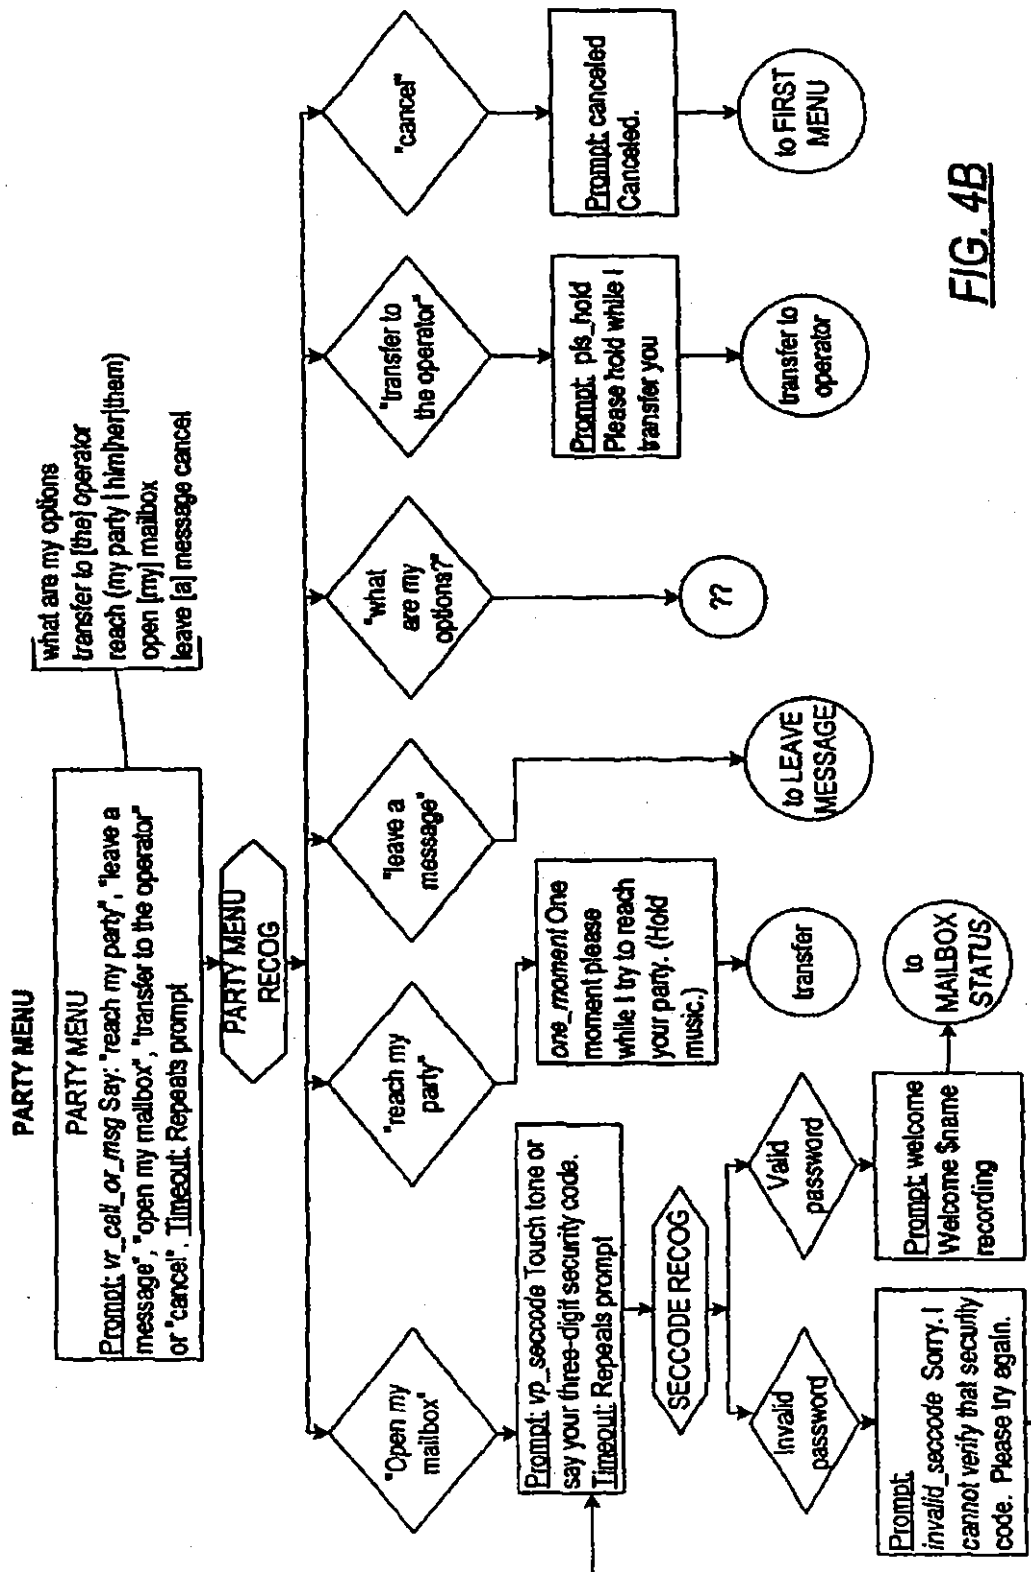 PARTY MENU
PARTY MENU
Prompt: vr_call_or_msg Say: "reach my party", "leave a
message", "open my mailbox", "transfer to the operator"
or "cancel". Timeout: Repeats prompt
what are my options
transfer to [the] operator
reach (my party | him|her|them)
open [my] mailbox
leave [a] message cancel
PARTY MENU
RECOG
"Open my
mailbox"
"reach my
party"
"leave a
message"
"what
are my
options?"
"transfer to
the operator"
"cancel"
Prompt: vp_seccode Touch tone or
say your three-digit security code.
Timeout: Repeats prompt
one_moment One
moment please
while I try to reach
your party. (Hold
music.)
Prompt: pls_hold
Please hold while I
transfer you
Prompt: canceled
Canceled.
SECCODE RECOG
transfer
to LEAVE
MESSAGE
??
transfer to
operator
to FIRST
MENU
Invalid
password
Valid
password
Prompt:
invalid_seccode Sorry. I
cannot verify that security
code. Please try again.
Prompt: welcome
Welcome $name
recording
to
MAILBOX
STATUS
FIG. 4B